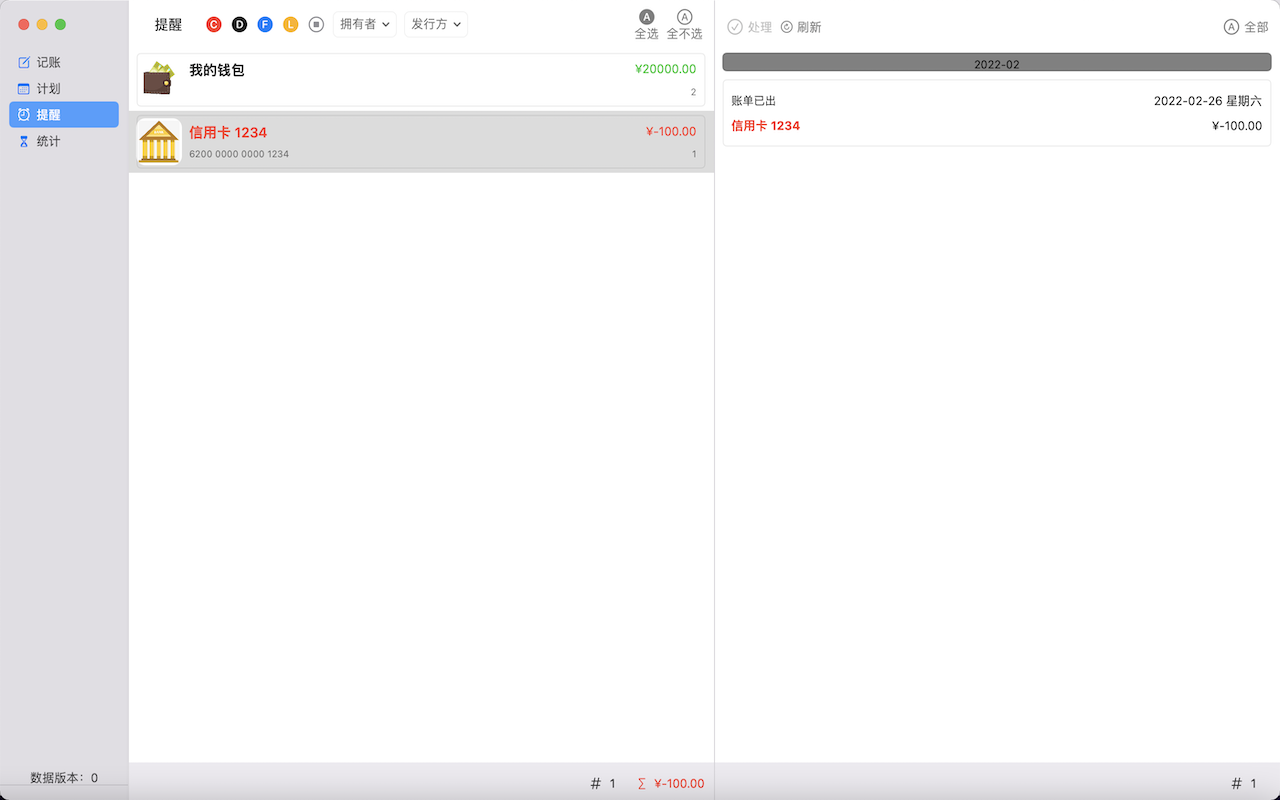 记账
计划
提醒
统计
数据版本：0
提醒 C D F L 拥有者 发行方
A 全选 A 全不选
我的钱包 ¥20000.00
2
信用卡 1234 ¥-100.00
6200 0000 0000 1234 1
# 1 ∑ ¥-100.00
处理 刷新 A 全部
2022-02
账单已出 2022-02-26 星期六
信用卡 1234 ¥-100.00
# 1